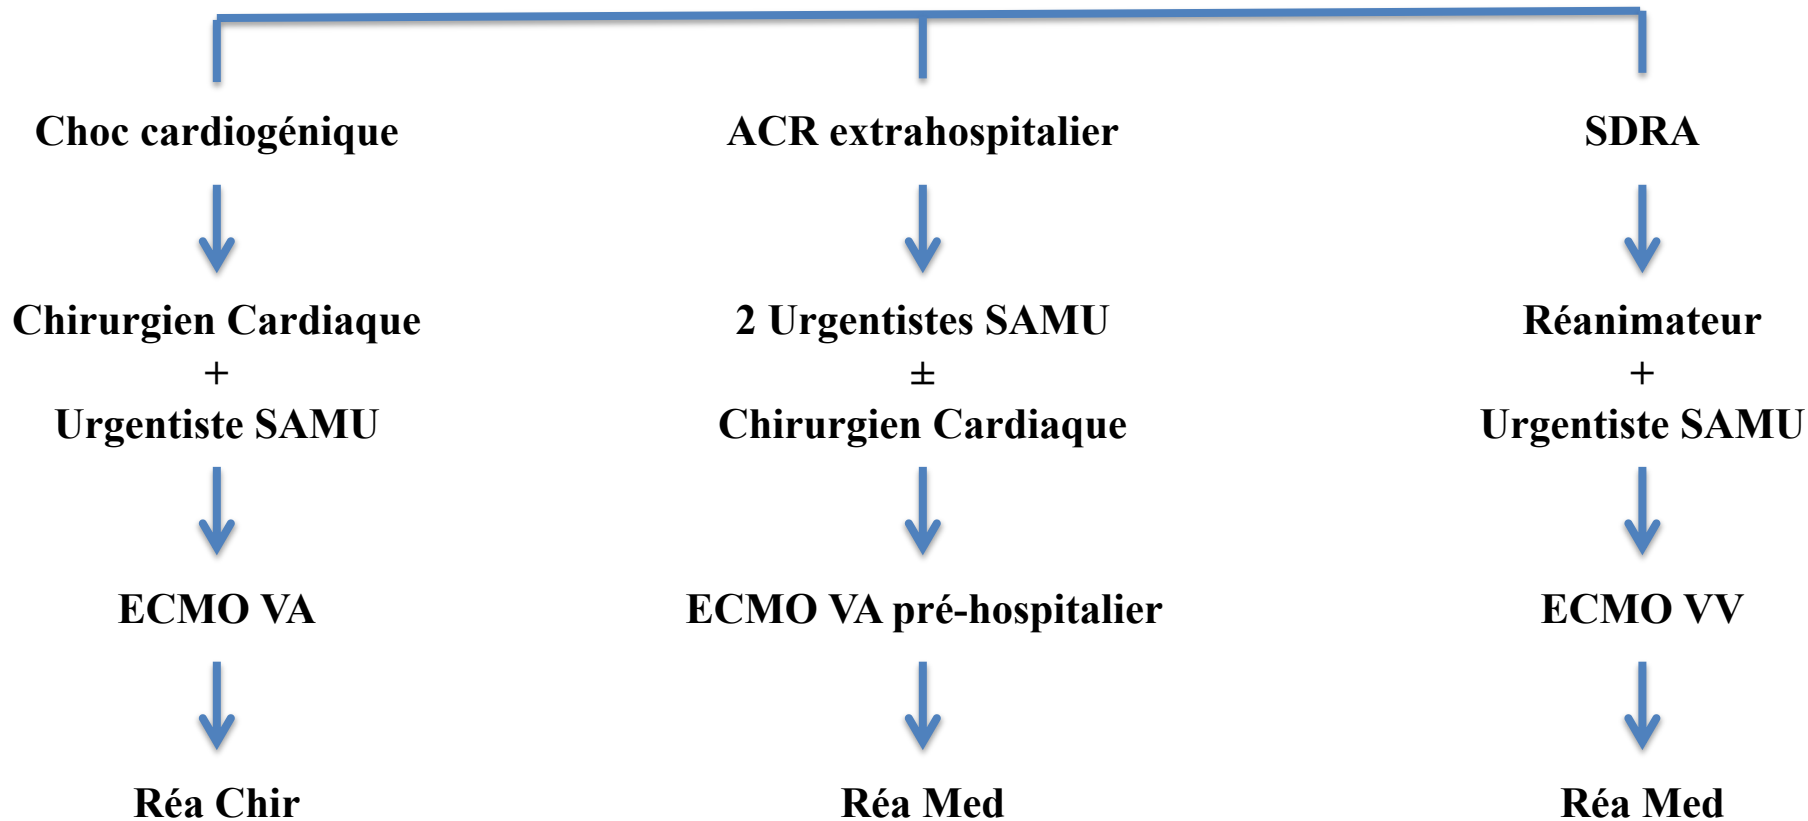 Choc cardiogénique
ACR extrahospitalier
SDRA
Chirurgien Cardiaque
+
Urgentiste SAMU
2 Urgentistes SAMU
±
Chirurgien Cardiaque
Réanimateur
+
Urgentiste SAMU
ECMO VA
ECMO VA pré-hospitalier
ECMO VV
Réa Chir
Réa Med
Réa Med